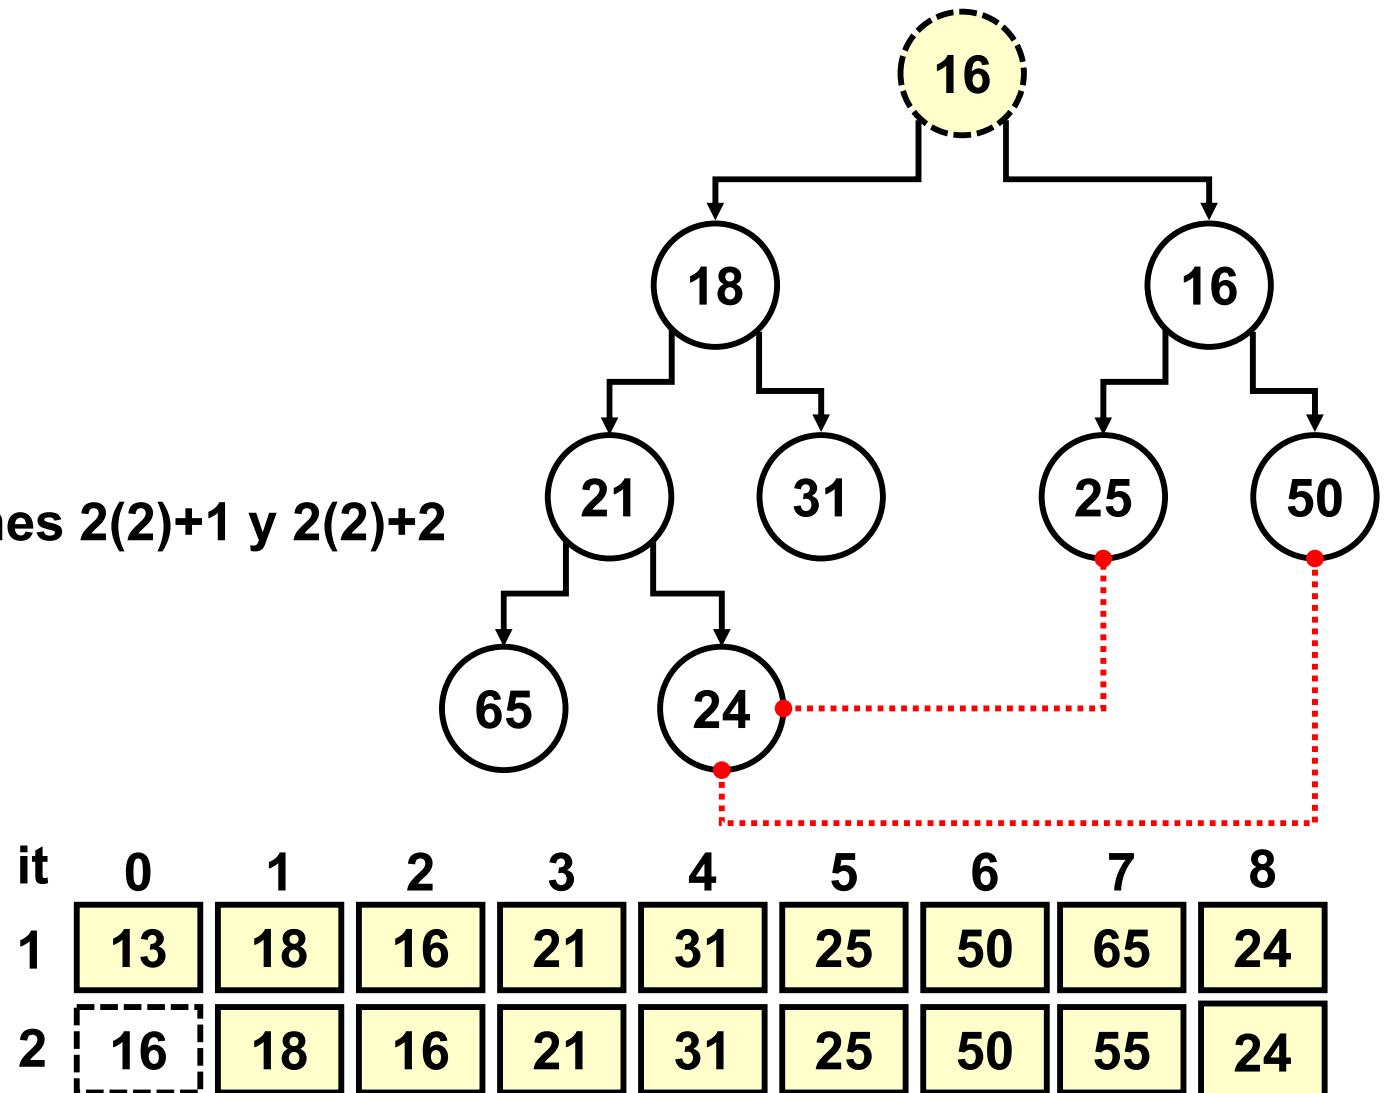 16
18 16
21 31 25 50
nes 2(2)+1 y 2(2)+2
65 24
it 0 1 2 3 4 5 6 7 8
1 13 18 16 21 31 25 50 65 24
2 16 18 16 21 31 25 50 55 24